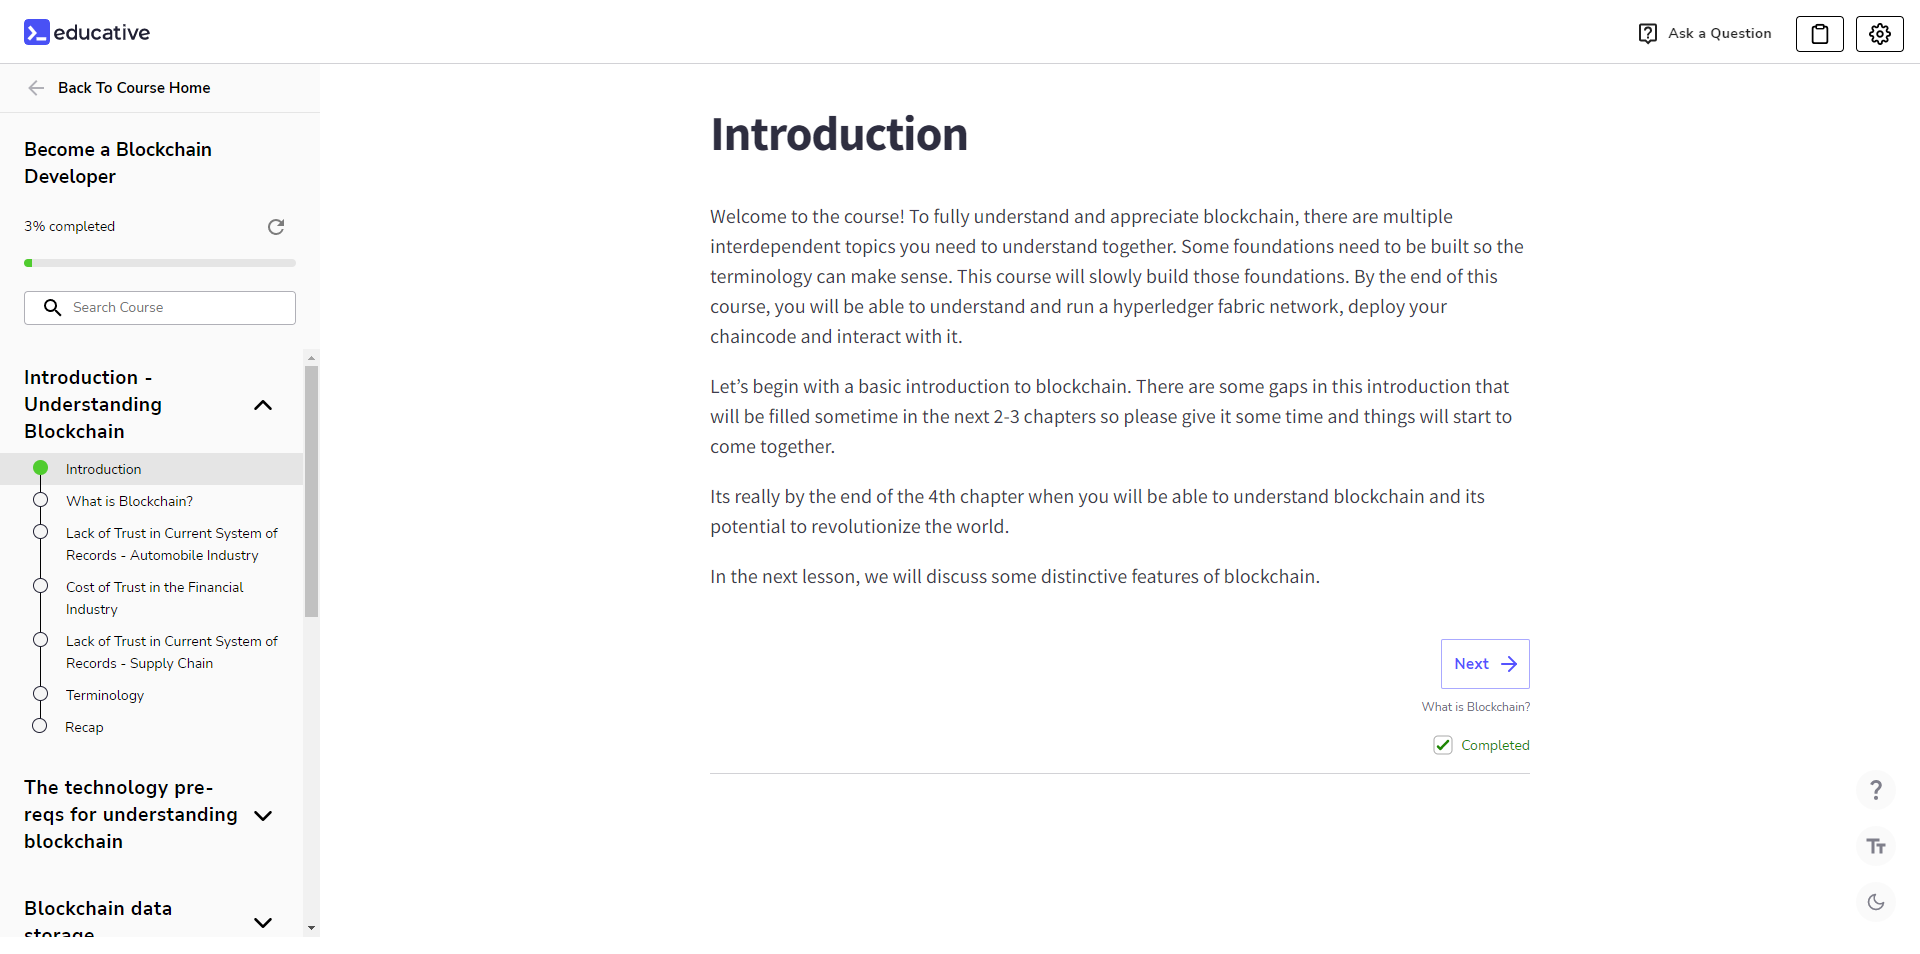 educative
Ask a Question
Back To Course Home
Become a Blockchain
Developer
3% completed
Search Course
Introduction -
Understanding
Blockchain
Introduction
What is Blockchain?
Lack of Trust in Current System of
Records - Automobile Industry
Cost of Trust in the Financial
Industry
Lack of Trust in Current System of
Records - Supply Chain
Terminology
Recap
The technology pre-
reqs for understanding
blockchain
Blockchain data
storage
Introduction
Welcome to the course! To fully understand and appreciate blockchain, there are multiple
interdependent topics you need to understand together. Some foundations need to be built so the
terminology can make sense. This course will slowly build those foundations. By the end of this
course, you will be able to understand and run a hyperledger fabric network, deploy your
chaincode and interact with it.
Let’s begin with a basic introduction to blockchain. There are some gaps in this introduction that
will be filled sometime in the next 2-3 chapters so please give it some time and things will start to
come together.
Its really by the end of the 4th chapter when you will be able to understand blockchain and its
potential to revolutionize the world.
In the next lesson, we will discuss some distinctive features of blockchain.
Next
What is Blockchain?
Completed
?
Tт